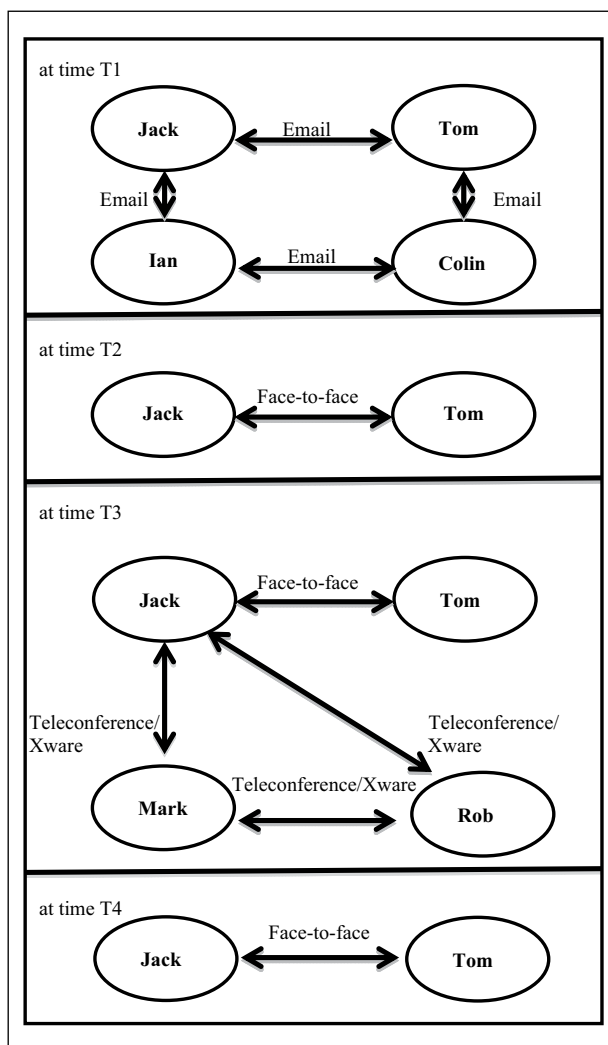 at time T1
Jack
Email
Tom
Email
Email
Ian
Email
Colin
at time T2
Jack
Face-to-face
Tom
at time T3
Jack
Face-to-face
Tom
Teleconference/
Xware
Teleconference/
Xware
Mark
Teleconference/Xware
Rob
at time T4
Jack
Face-to-face
Tom